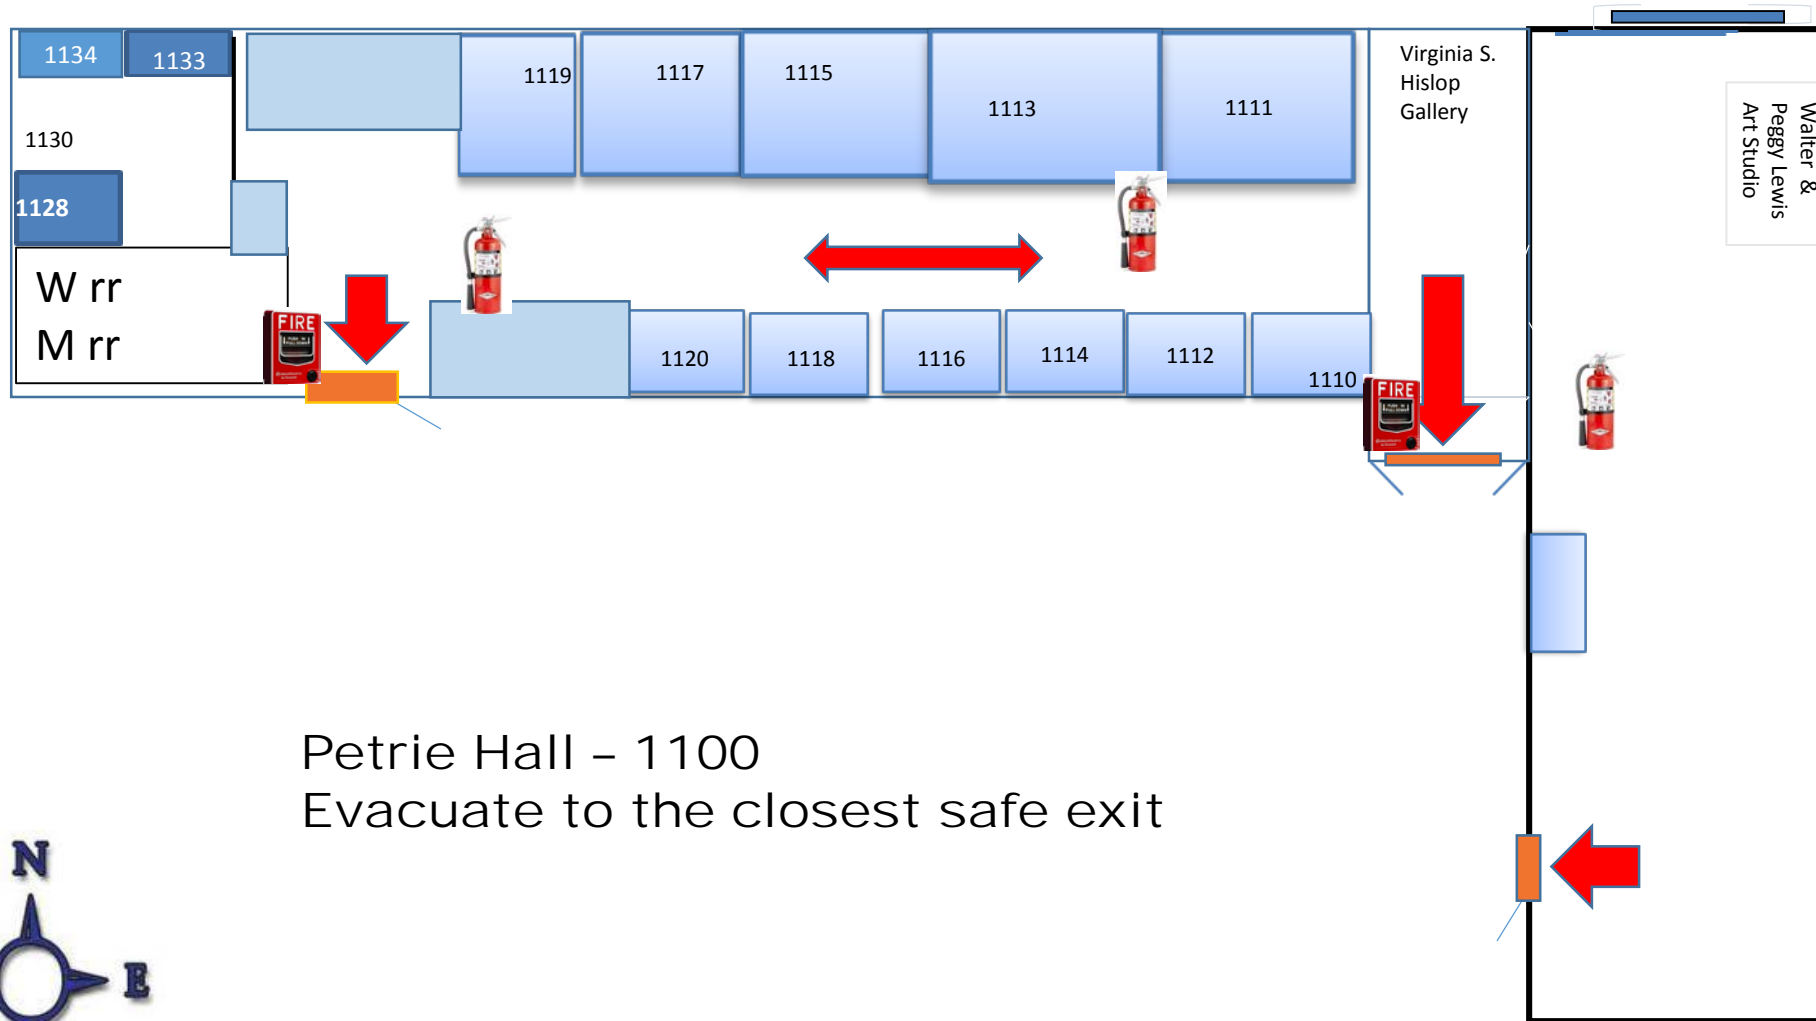 1134
1133
1119
1117
1115
1113
1111
Virginia S.
Hislop
Gallery
Walter &
Peggy Lewis
Art Studio
1130
1128
W rr
M rr
FIRE
1120
1118
1116
1114
1112
1110
FIRE
Petrie Hall – 1100
Evacuate to the closest safe exit
N
E